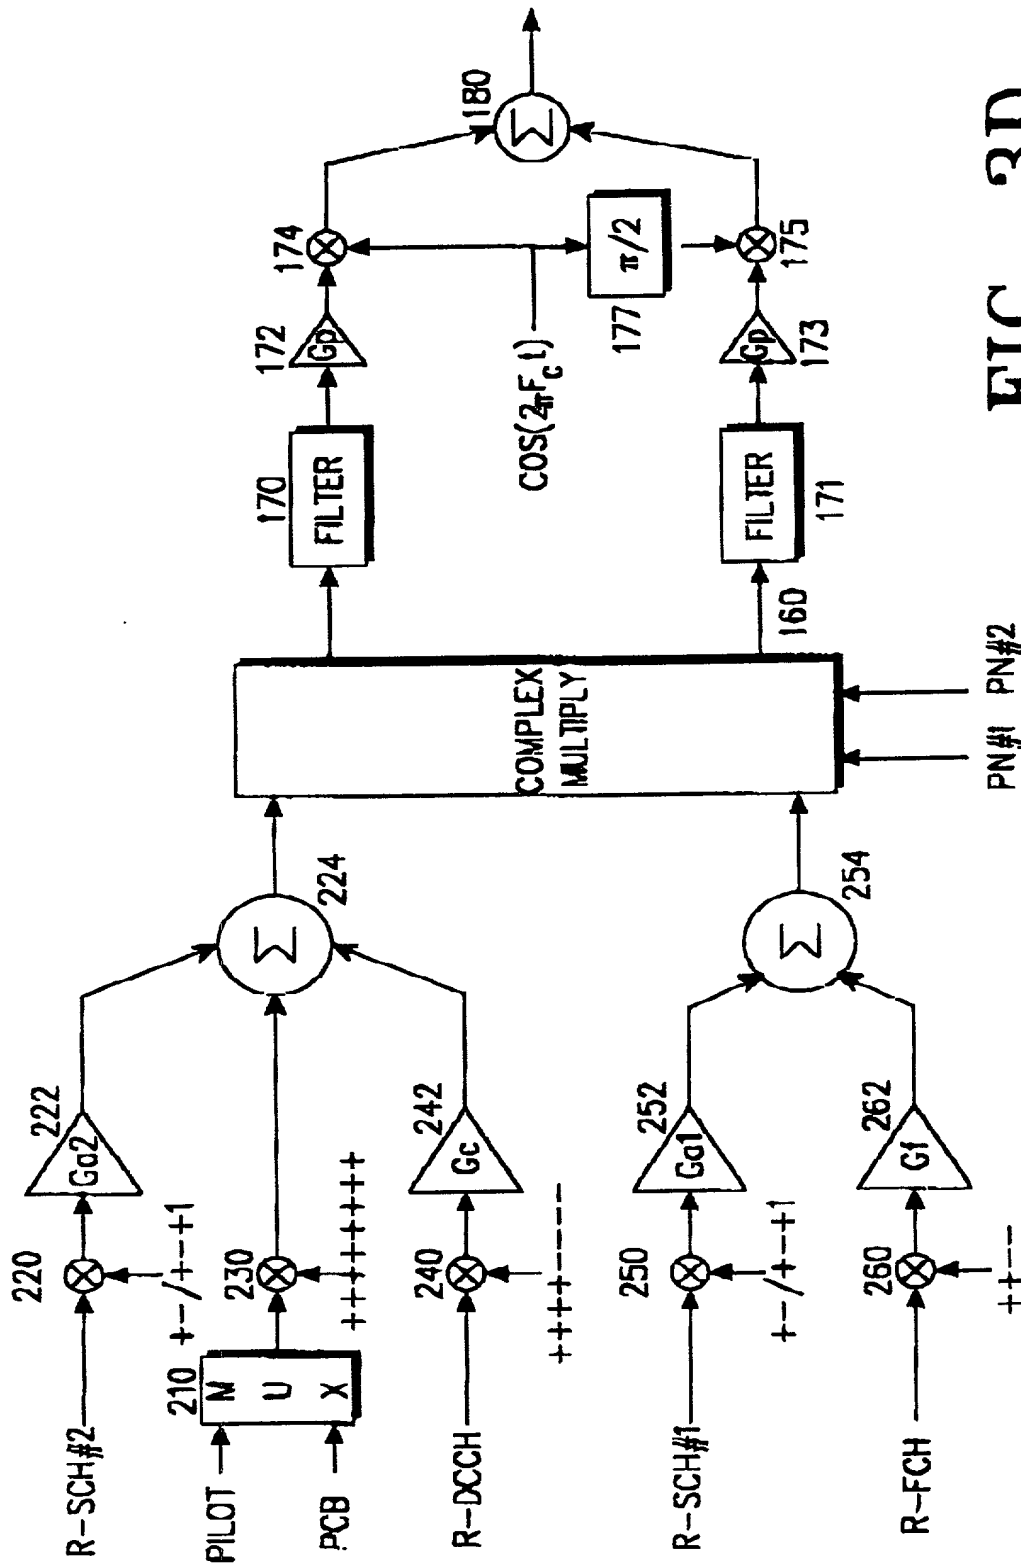 R-SCH#2
220
+-/+--+1
222
Ga2
PILOT
PCB
210
M
U
X
230
++++++++
R-DCCH
240
++++----
242
Gc
224
Σ
R-SCH#1
250
+-/+--+1
252
Ga1
R-FCH
260
++--
262
Gf
254
Σ
COMPLEX
MULTIPLY
PN#1
PN#2
160
170
FILTER
171
FILTER
172
Gp
173
Gp
COS(2πFct)
174
175
177
π/2
180
Σ
FIG. 3D